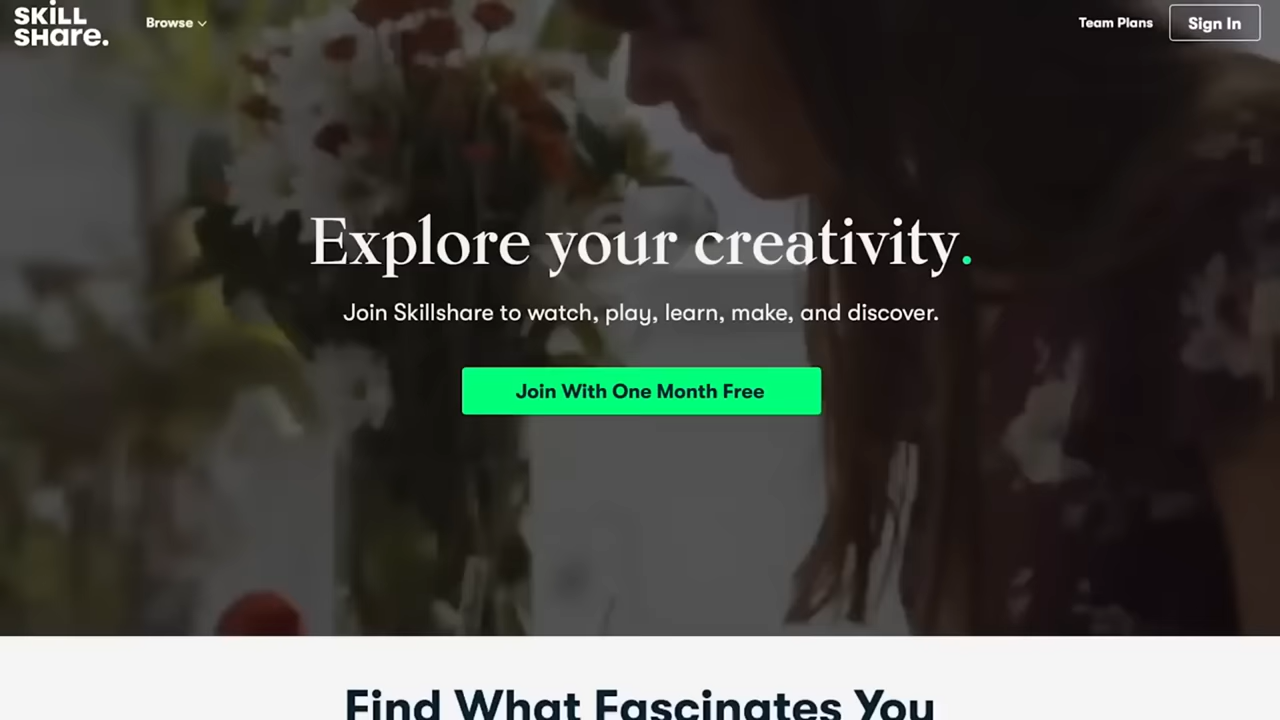 SKiLL
SHare.
Browse
Team Plans
Sign In
Explore your creativity.
Join Skillshare to watch, play, learn, make, and discover.
Join With One Month Free
Find What Fascinates You